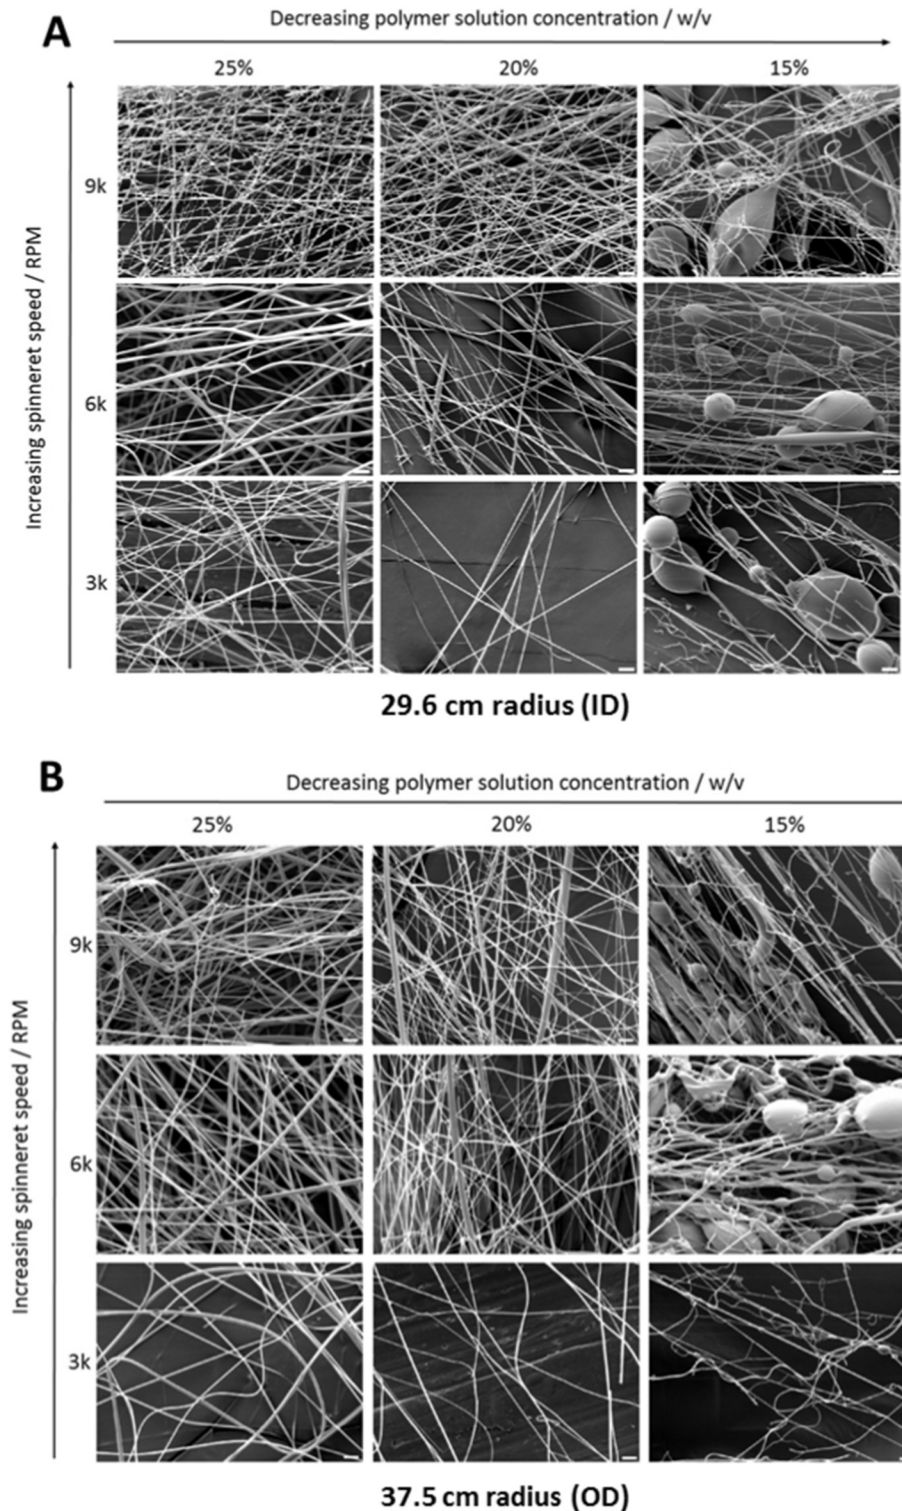 A
Decreasing polymer solution concentration / w/v
25% 20% 15%
Increasing spinneret speed / RPM
9k
6k
3k
29.6 cm radius (ID)
B
Decreasing polymer solution concentration / w/v
25% 20% 15%
Increasing spinneret speed / RPM
9k
6k
3k
37.5 cm radius (OD)